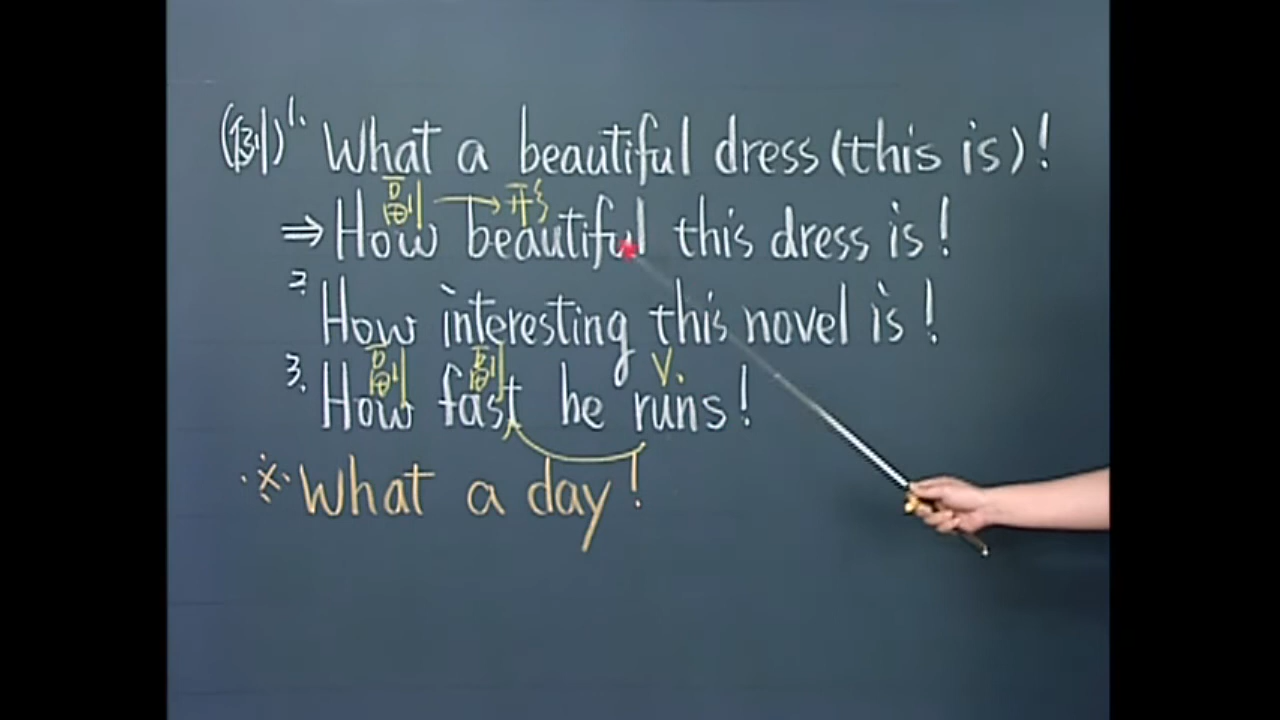 (例)1. What a beautiful dress (this is)!
副 → 形
⇒ How beautiful this dress is!
2. How interesting this novel is!
副 副 V.
3. How fast he runs!
※ What a day!